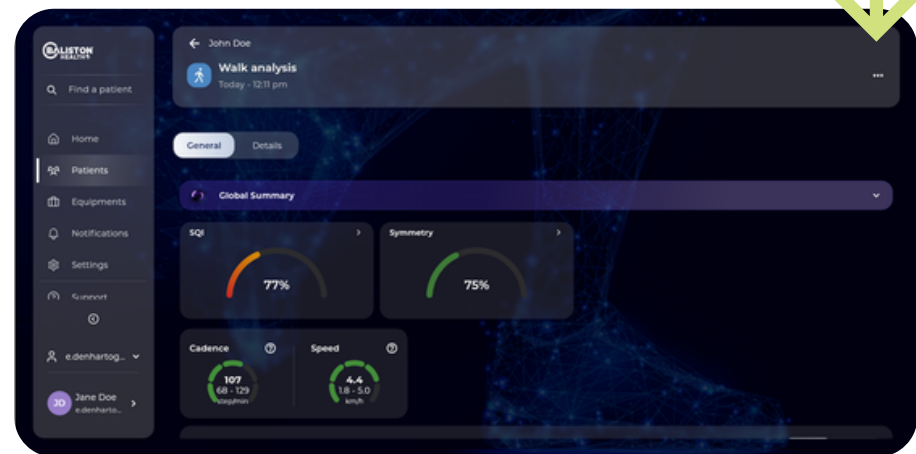 BALISTON
HEALTH
Find a patient
Home
Patients
Equipments
Notifications
Settings
Support
e.denhartog...
JD
Jane Doe
e.denharto...
John Doe
Walk analysis
Today - 12:11 pm
...
General
Details
Global Summary
SQI
77%
Symmetry
75%
Cadence
107
68 - 129
step/min
Speed
4.4
1.8 - 5.0
km/h